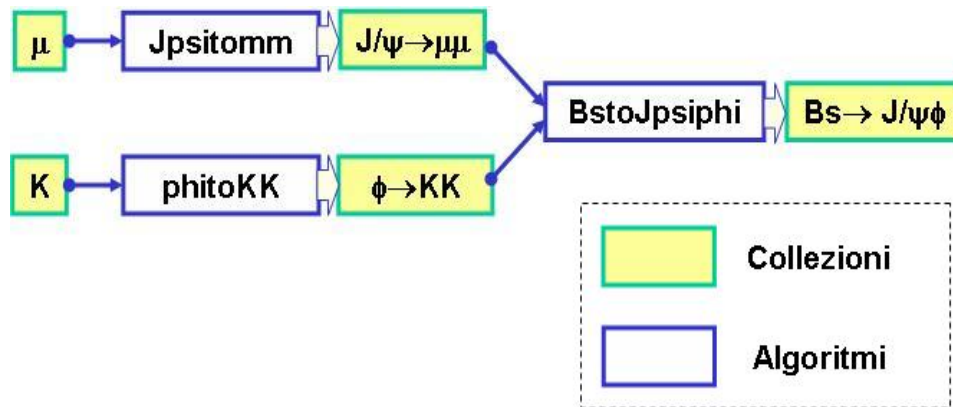 μ
Jpsitomm
J/ψ→μμ
BstoJpsiphi
Bs→ J/ψϕ
K
phitoKK
ϕ→KK
Collezioni
Algoritmi